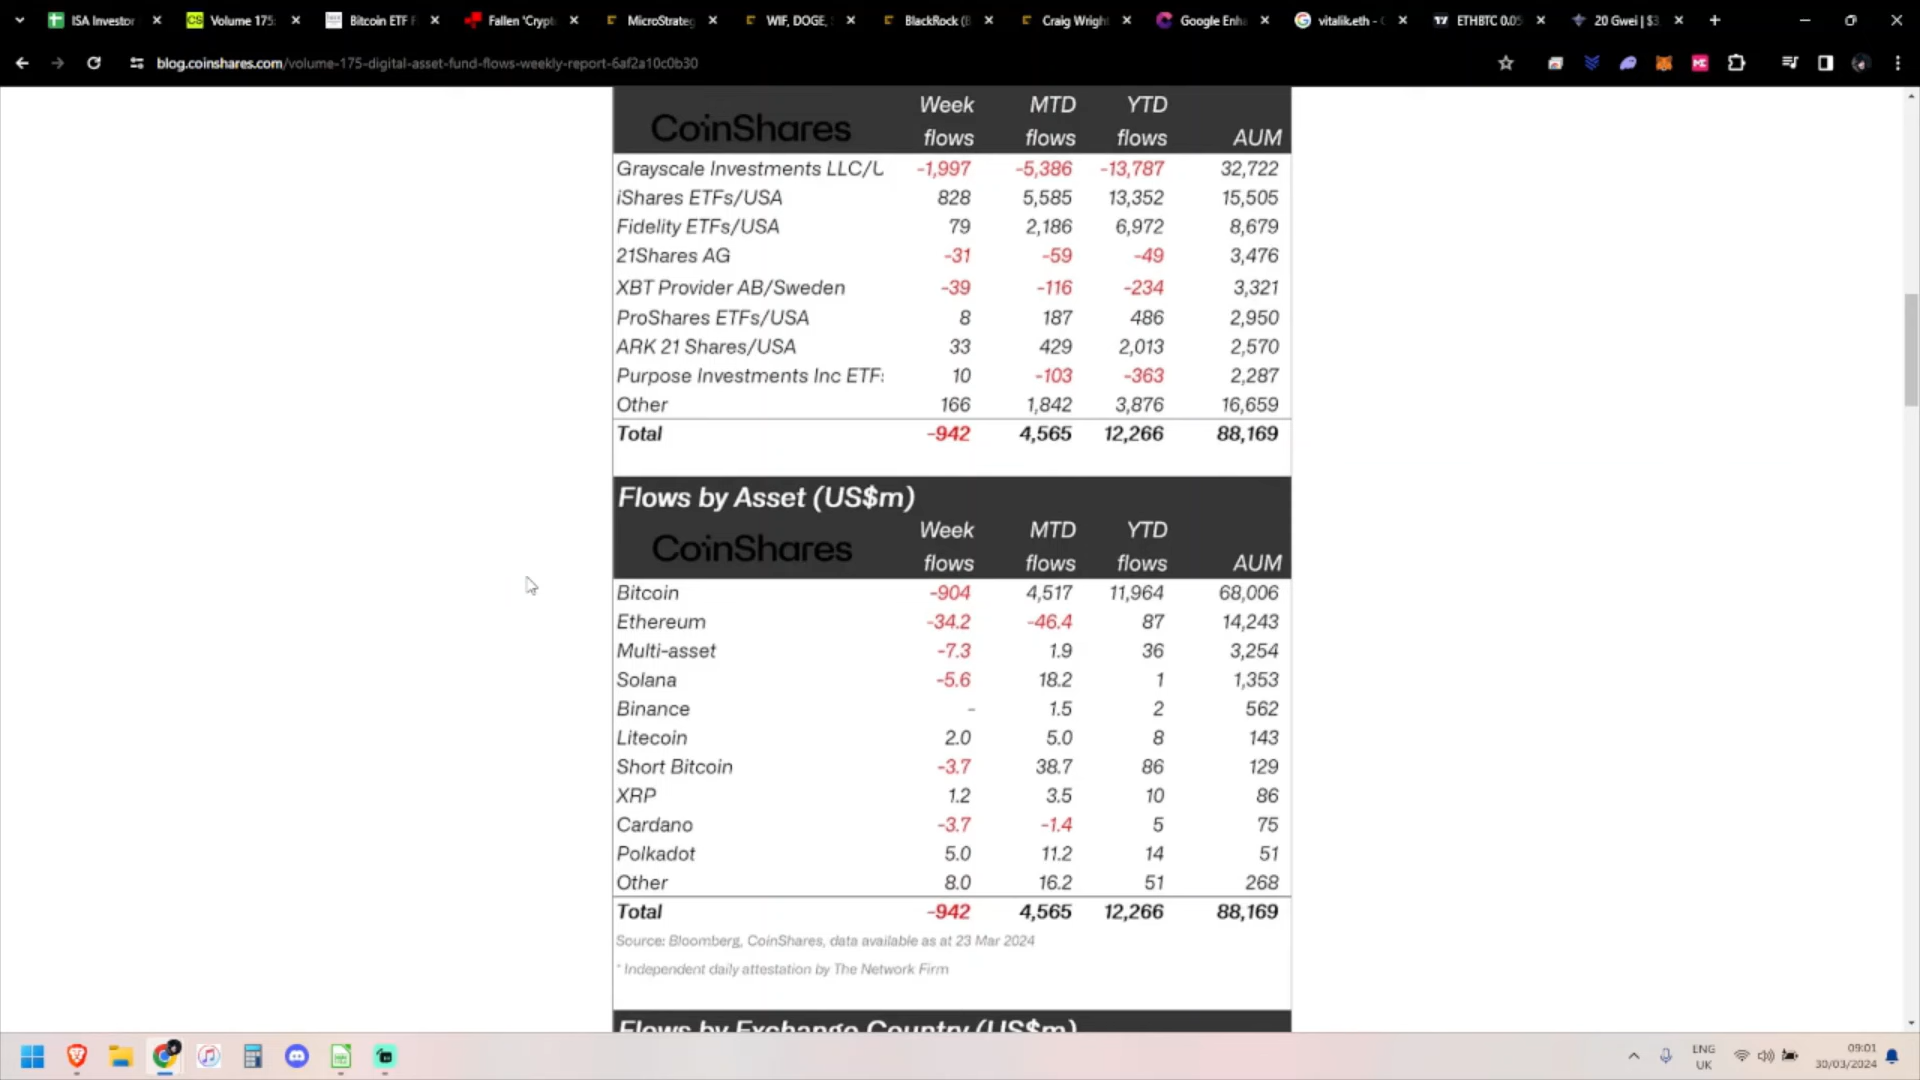 ISA Investor
Volume 175:
Bitcoin ETF F
Fallen 'Crypt
MicroStrateg
WIF, DOGE,
BlackRock (B
Craig Wright
Google Enha
vitalik.eth -
ETHBTC 0.05
20 Gwei | $3.
blog.coinshares.com/volume-175-digital-asset-fund-flows-weekly-report-6af2a10c0b30
CoinShares Week flows MTD flows YTD flows AUM
Grayscale Investments LLC/U -1,997 -5,386 -13,787 32,722
iShares ETFs/USA 828 5,585 13,352 15,505
Fidelity ETFs/USA 79 2,186 6,972 8,679
21Shares AG -31 -59 -49 3,476
XBT Provider AB/Sweden -39 -116 -234 3,321
ProShares ETFs/USA 8 187 486 2,950
ARK 21 Shares/USA 33 429 2,013 2,570
Purpose Investments Inc ETF: 10 -103 -363 2,287
Other 166 1,842 3,876 16,659
Total -942 4,565 12,266 88,169
Flows by Asset (US$m)
CoinShares Week flows MTD flows YTD flows AUM
Bitcoin -904 4,517 11,964 68,006
Ethereum -34.2 -46.4 87 14,243
Multi-asset -7.3 1.9 36 3,254
Solana -5.6 18.2 1 1,353
Binance - 1.5 2 562
Litecoin 2.0 5.0 8 143
Short Bitcoin -3.7 38.7 86 129
XRP 1.2 3.5 10 86
Cardano -3.7 -1.4 5 75
Polkadot 5.0 11.2 14 51
Other 8.0 16.2 51 268
Total -942 4,565 12,266 88,169
Source: Bloomberg, CoinShares, data available as at 23 Mar 2024
* Independent daily attestation by The Network Firm
Flows by Exchange Country (US$m)
ENG
UK
09:01
30/03/2024